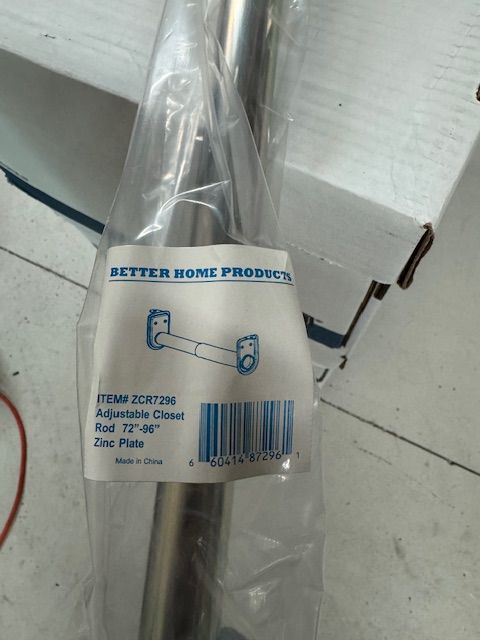 BETTER HOME PRODUCTS
ITEM# ZCR7296
Adjustable Closet
Rod 72"-96"
Zinc Plate
Made in China
6 60414 87296 1